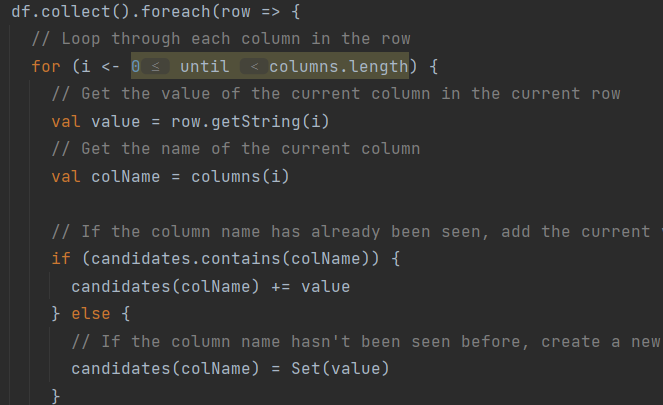 df.collect().foreach(row => {
// Loop through each column in the row
for (i <- 0 ≤ until < columns.length) {
// Get the value of the current column in the current row
val value = row.getString(i)
// Get the name of the current column
val colName = columns(i)
// If the column name has already been seen, add the current
if (candidates.contains(colName)) {
candidates(colName) += value
} else {
// If the column name hasn't been seen before, create a new
candidates(colName) = Set(value)
}